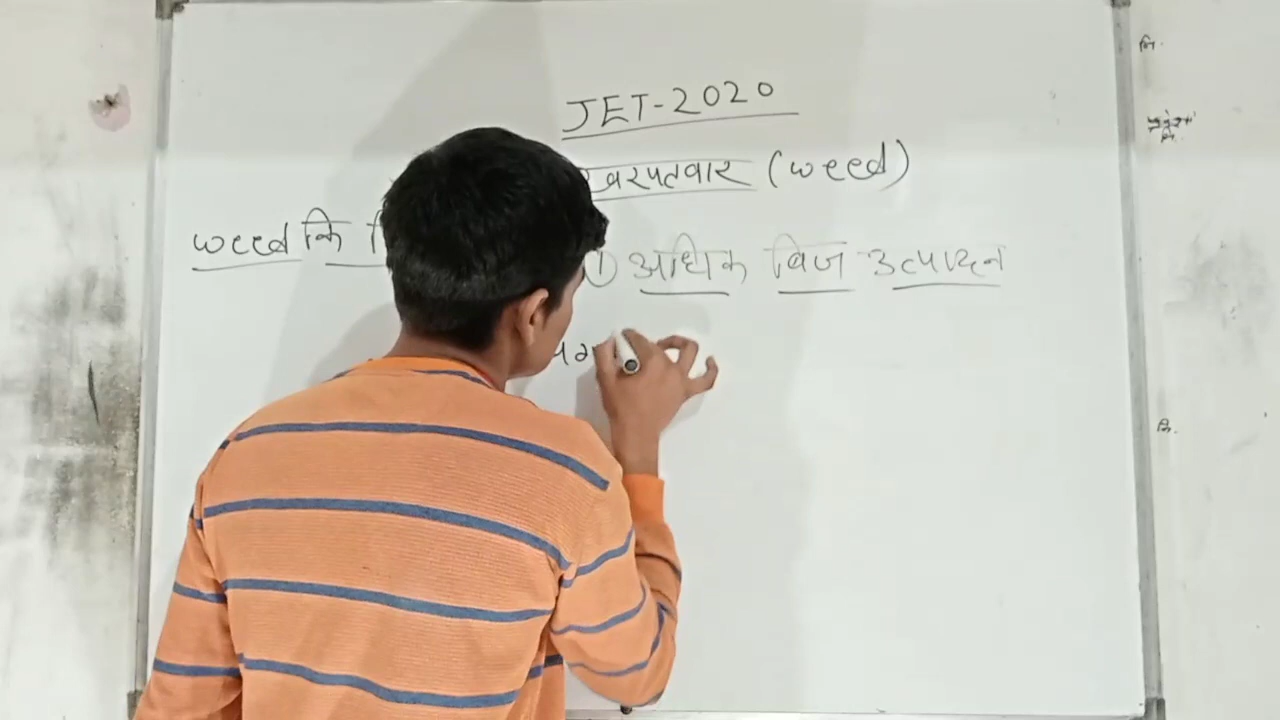 JET-2020
खरपतवार (weed)
weed कि
① अधिक विज उत्पादन
नि.
कि.